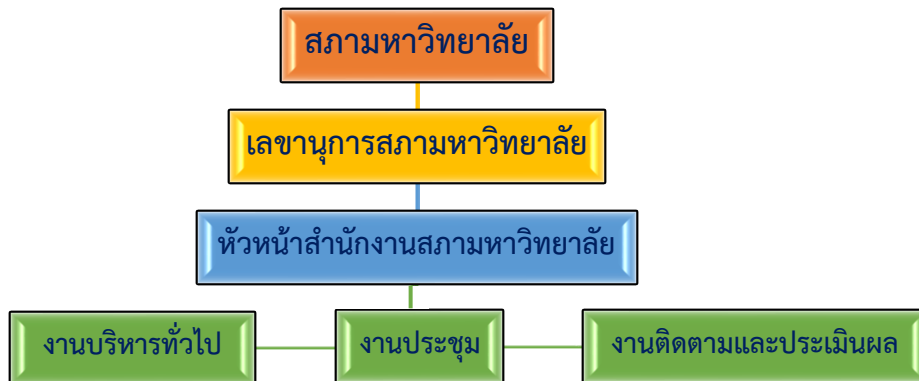 สภามหาวิทยาลัย
เลขานุการสภามหาวิทยาลัย
หัวหน้าสำนักงานสภามหาวิทยาลัย
งานบริหารทั่วไป
งานประชุม
งานติดตามและประเมินผล